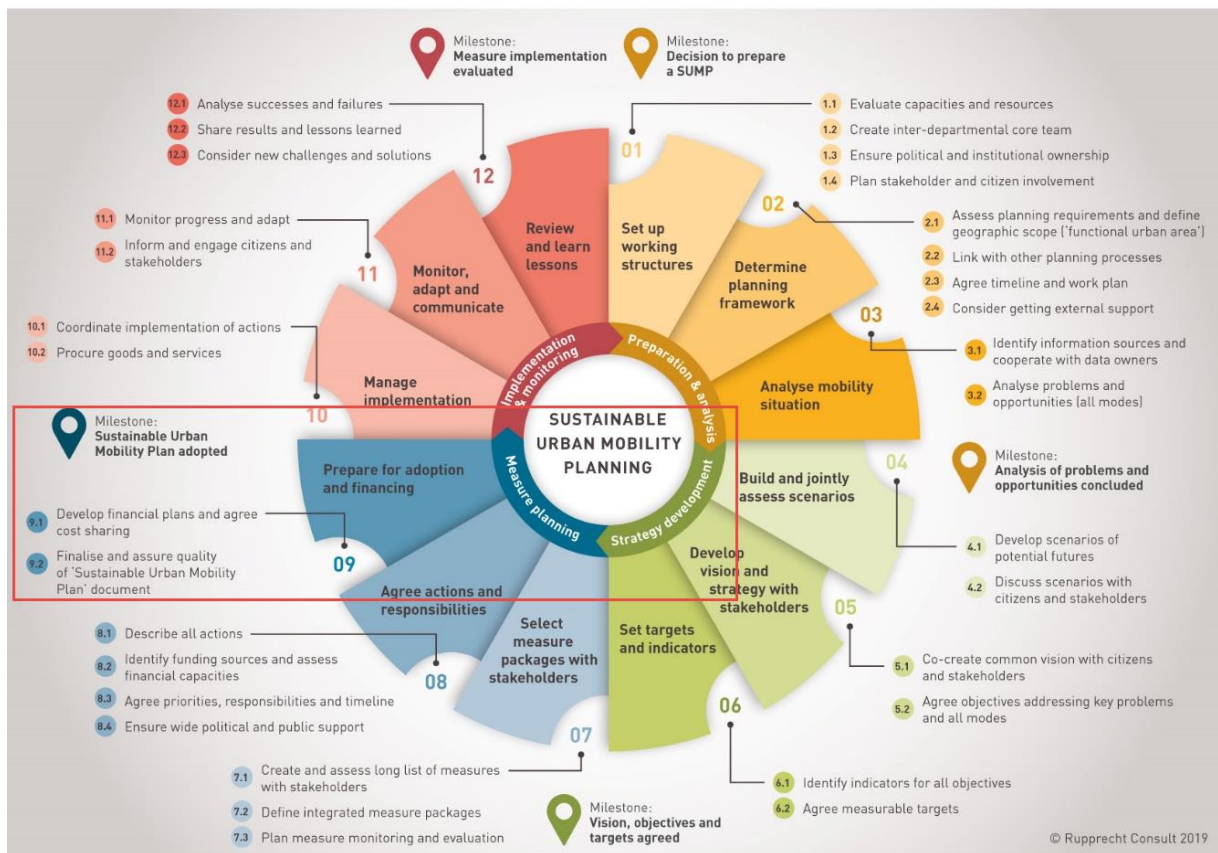 Milestone:
Measure implementation
evaluated
Milestone:
Decision to prepare
a SUMP
12.1 Analyse successes and failures
12.2 Share results and lessons learned
12.3 Consider new challenges and solutions
12
Review
and learn
lessons
01
Set up
working
structures
1.1 Evaluate capacities and resources
1.2 Create inter-departmental core team
1.3 Ensure political and institutional ownership
1.4 Plan stakeholder and citizen involvement
02
Determine
planning
framework
2.1 Assess planning requirements and define
geographic scope (‘functional urban area’)
2.2 Link with other planning processes
2.3 Agree timeline and work plan
2.4 Consider getting external support
03
Analyse mobility
situation
3.1 Identify information sources and
cooperate with data owners
3.2 Analyse problems and
opportunities (all modes)
11.1 Monitor progress and adapt
11.2 Inform and engage citizens and
stakeholders
11
Monitor,
adapt and
communicate
10.1 Coordinate implementation of actions
10.2 Procure goods and services
10
Manage
implementation
Implementation
& monitoring
Preparation & analysis
SUSTAINABLE
URBAN MOBILITY
PLANNING
Measure planning
Strategy development
Milestone:
Sustainable Urban
Mobility Plan adopted
Prepare for adoption
and financing
9.1 Develop financial plans and agree
cost sharing
9.2 Finalise and assure quality
of ‘Sustainable Urban Mobility
Plan’ document
09
04
Build and jointly
assess scenarios
Milestone:
Analysis of problems and
opportunities concluded
4.1 Develop scenarios of
potential futures
4.2 Discuss scenarios with
citizens and stakeholders
Develop
vision and
strategy with
stakeholders
05
5.1 Co-create common vision with citizens
and stakeholders
5.2 Agree objectives addressing key problems
and all modes
Agree actions and
responsibilities
08
8.1 Describe all actions
8.2 Identify funding sources and assess
financial capacities
8.3 Agree priorities, responsibilities and timeline
8.4 Ensure wide political and public support
Select
measure
packages with
stakeholders
07
7.1 Create and assess long list of measures
with stakeholders
7.2 Define integrated measure packages
7.3 Plan measure monitoring and evaluation
Set targets
and indicators
06
6.1 Identify indicators for all objectives
6.2 Agree measurable targets
Milestone:
Vision, objectives and
targets agreed
© Rupprecht Consult 2019